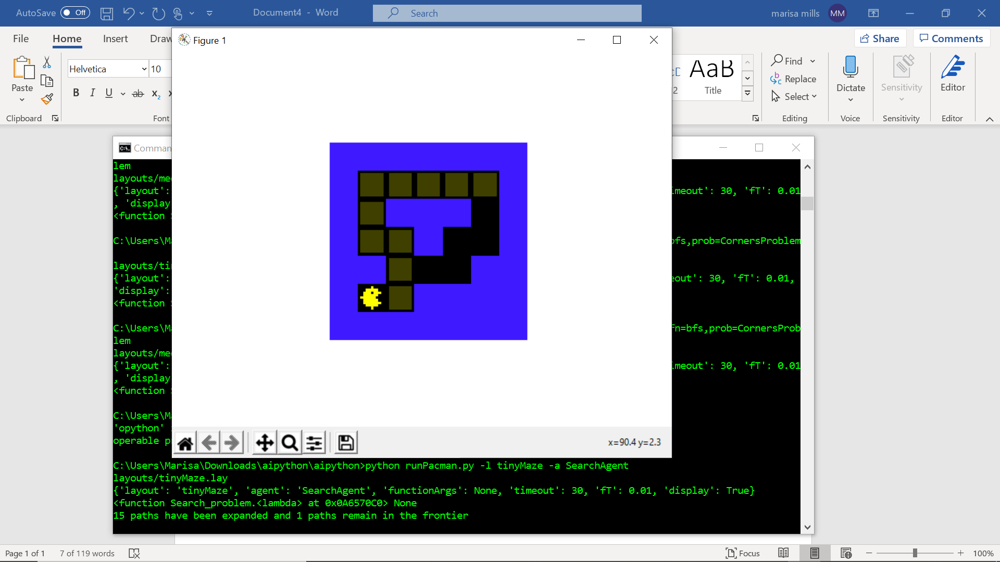 AutoSave Off Document4 - Word Search marisa mills MM
File Home Insert Draw Share Comments
Helvetica 10 AaB Find
Paste B I U ab x2 2 Title Replace
Select Dictate Sensitivity Editor
Clipboard Font Editing Voice Sensitivity Editor
Figure 1
x=90.4 y=2.3
Comman
lem
layouts/me
{'layout': imeout': 30, 'fT': 0.01
, 'display
<function
C:\Users\M bfs,prob=CornersProblem
layouts/ti
{'layout': eout': 30, 'fT': 0.01,
'display':
<function
C:\Users\M fn=bfs,prob=CornersProb
lem
layouts/me
{'layout': imeout': 30, 'fT': 0.01
, 'display
<function
C:\Users\M
'opython'
operable p
C:\Users\Marisa\Downloads\aipython\aipython>python runPacman.py -l tinyMaze -a SearchAgent
layouts/tinyMaze.lay
{'layout': 'tinyMaze', 'agent': 'SearchAgent', 'functionArgs': None, 'timeout': 30, 'fT': 0.01, 'display': True}
<function Search_problem.<lambda> at 0x0A6570C0> None
15 paths have been expanded and 1 paths remain in the frontier
Page 1 of 1 7 of 119 words Focus 100%